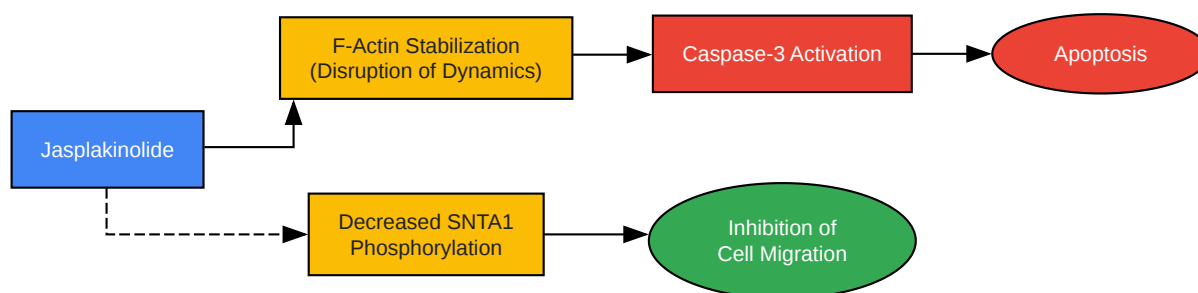 F-Actin Stabilization
(Disruption of Dynamics)
Caspase-3 Activation
Apoptosis
Jasplakinolide
Decreased SNTA1
Phosphorylation
Inhibition of
Cell Migration